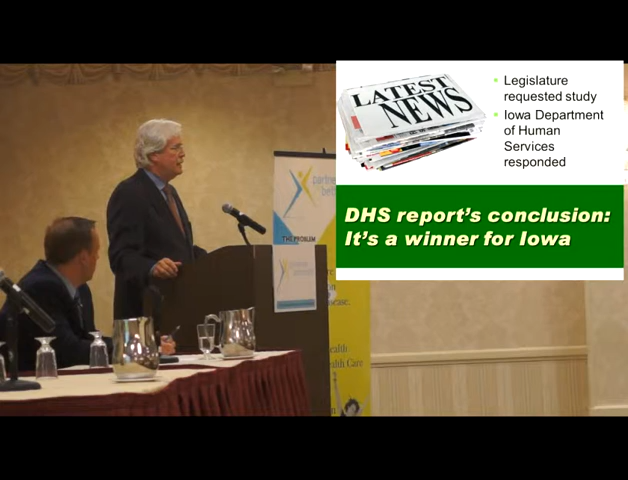 LATEST
NEWS
Legislature
requested study
Iowa Department
of Human
Services
responded
DHS report's conclusion:
It's a winner for Iowa
THE PROBLEM